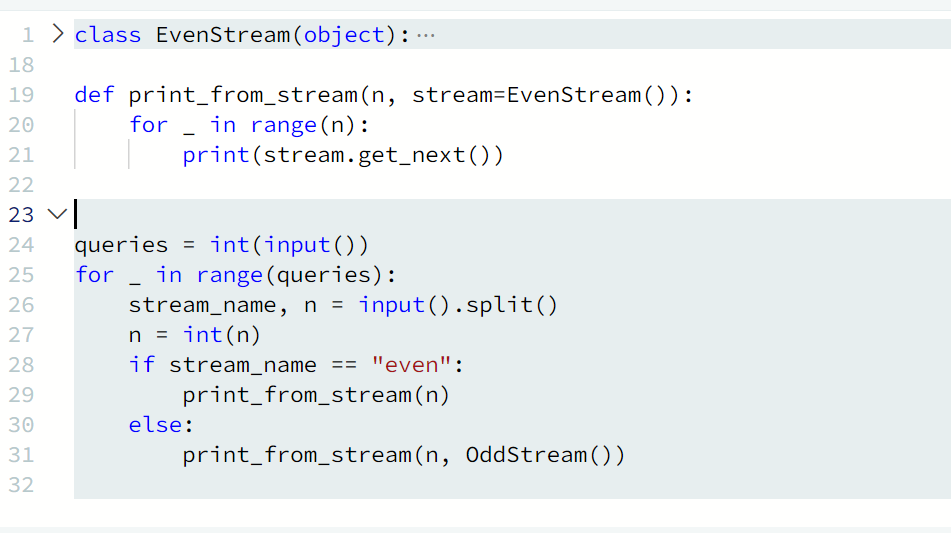 1 class EvenStream(object):···
18
19 def print_from_stream(n, stream=EvenStream()):
20     for _ in range(n):
21         print(stream.get_next())
22
23
24 queries = int(input())
25 for _ in range(queries):
26     stream_name, n = input().split()
27     n = int(n)
28     if stream_name == "even":
29         print_from_stream(n)
30     else:
31         print_from_stream(n, OddStream())
32